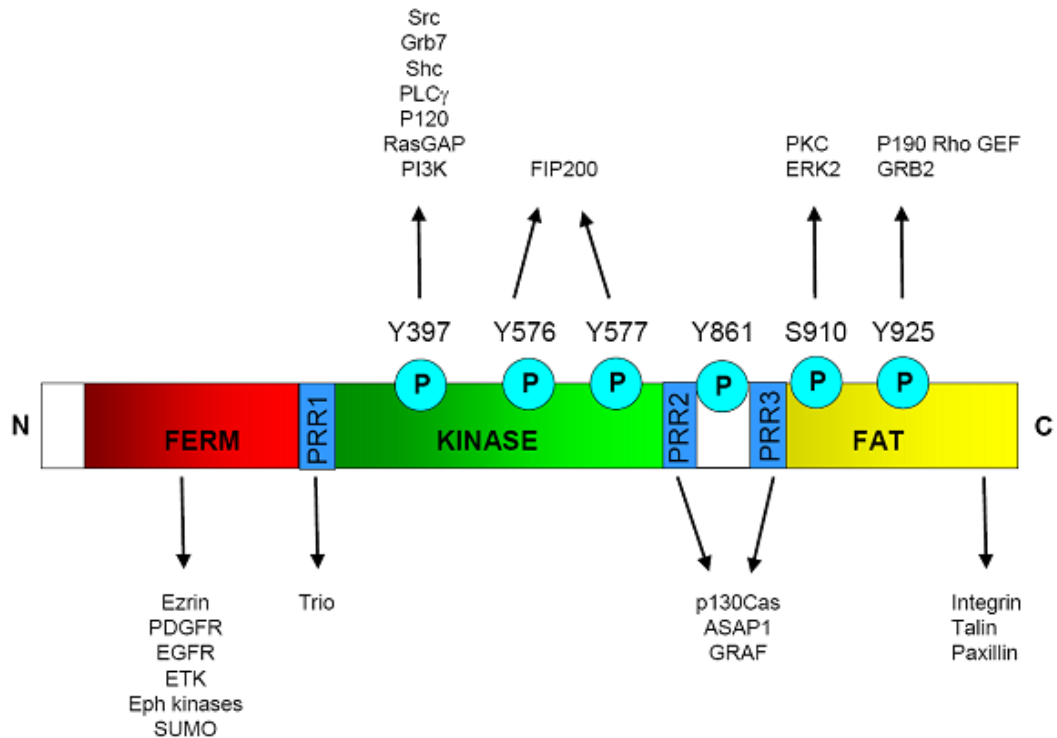 Src
Grb7
Shc
PLCγ
P120
RasGAP
PI3K
FIP200
PKC
ERK2
P190 Rho GEF
GRB2
Y397 Y576 Y577 Y861 S910 Y925
P P P P P P
N FERM PRR1 KINASE PRR2 PRR3 FAT C
Ezrin
PDGFR
EGFR
ETK
Eph kinases
SUMO
Trio
p130Cas
ASAP1
GRAF
Integrin
Talin
Paxillin